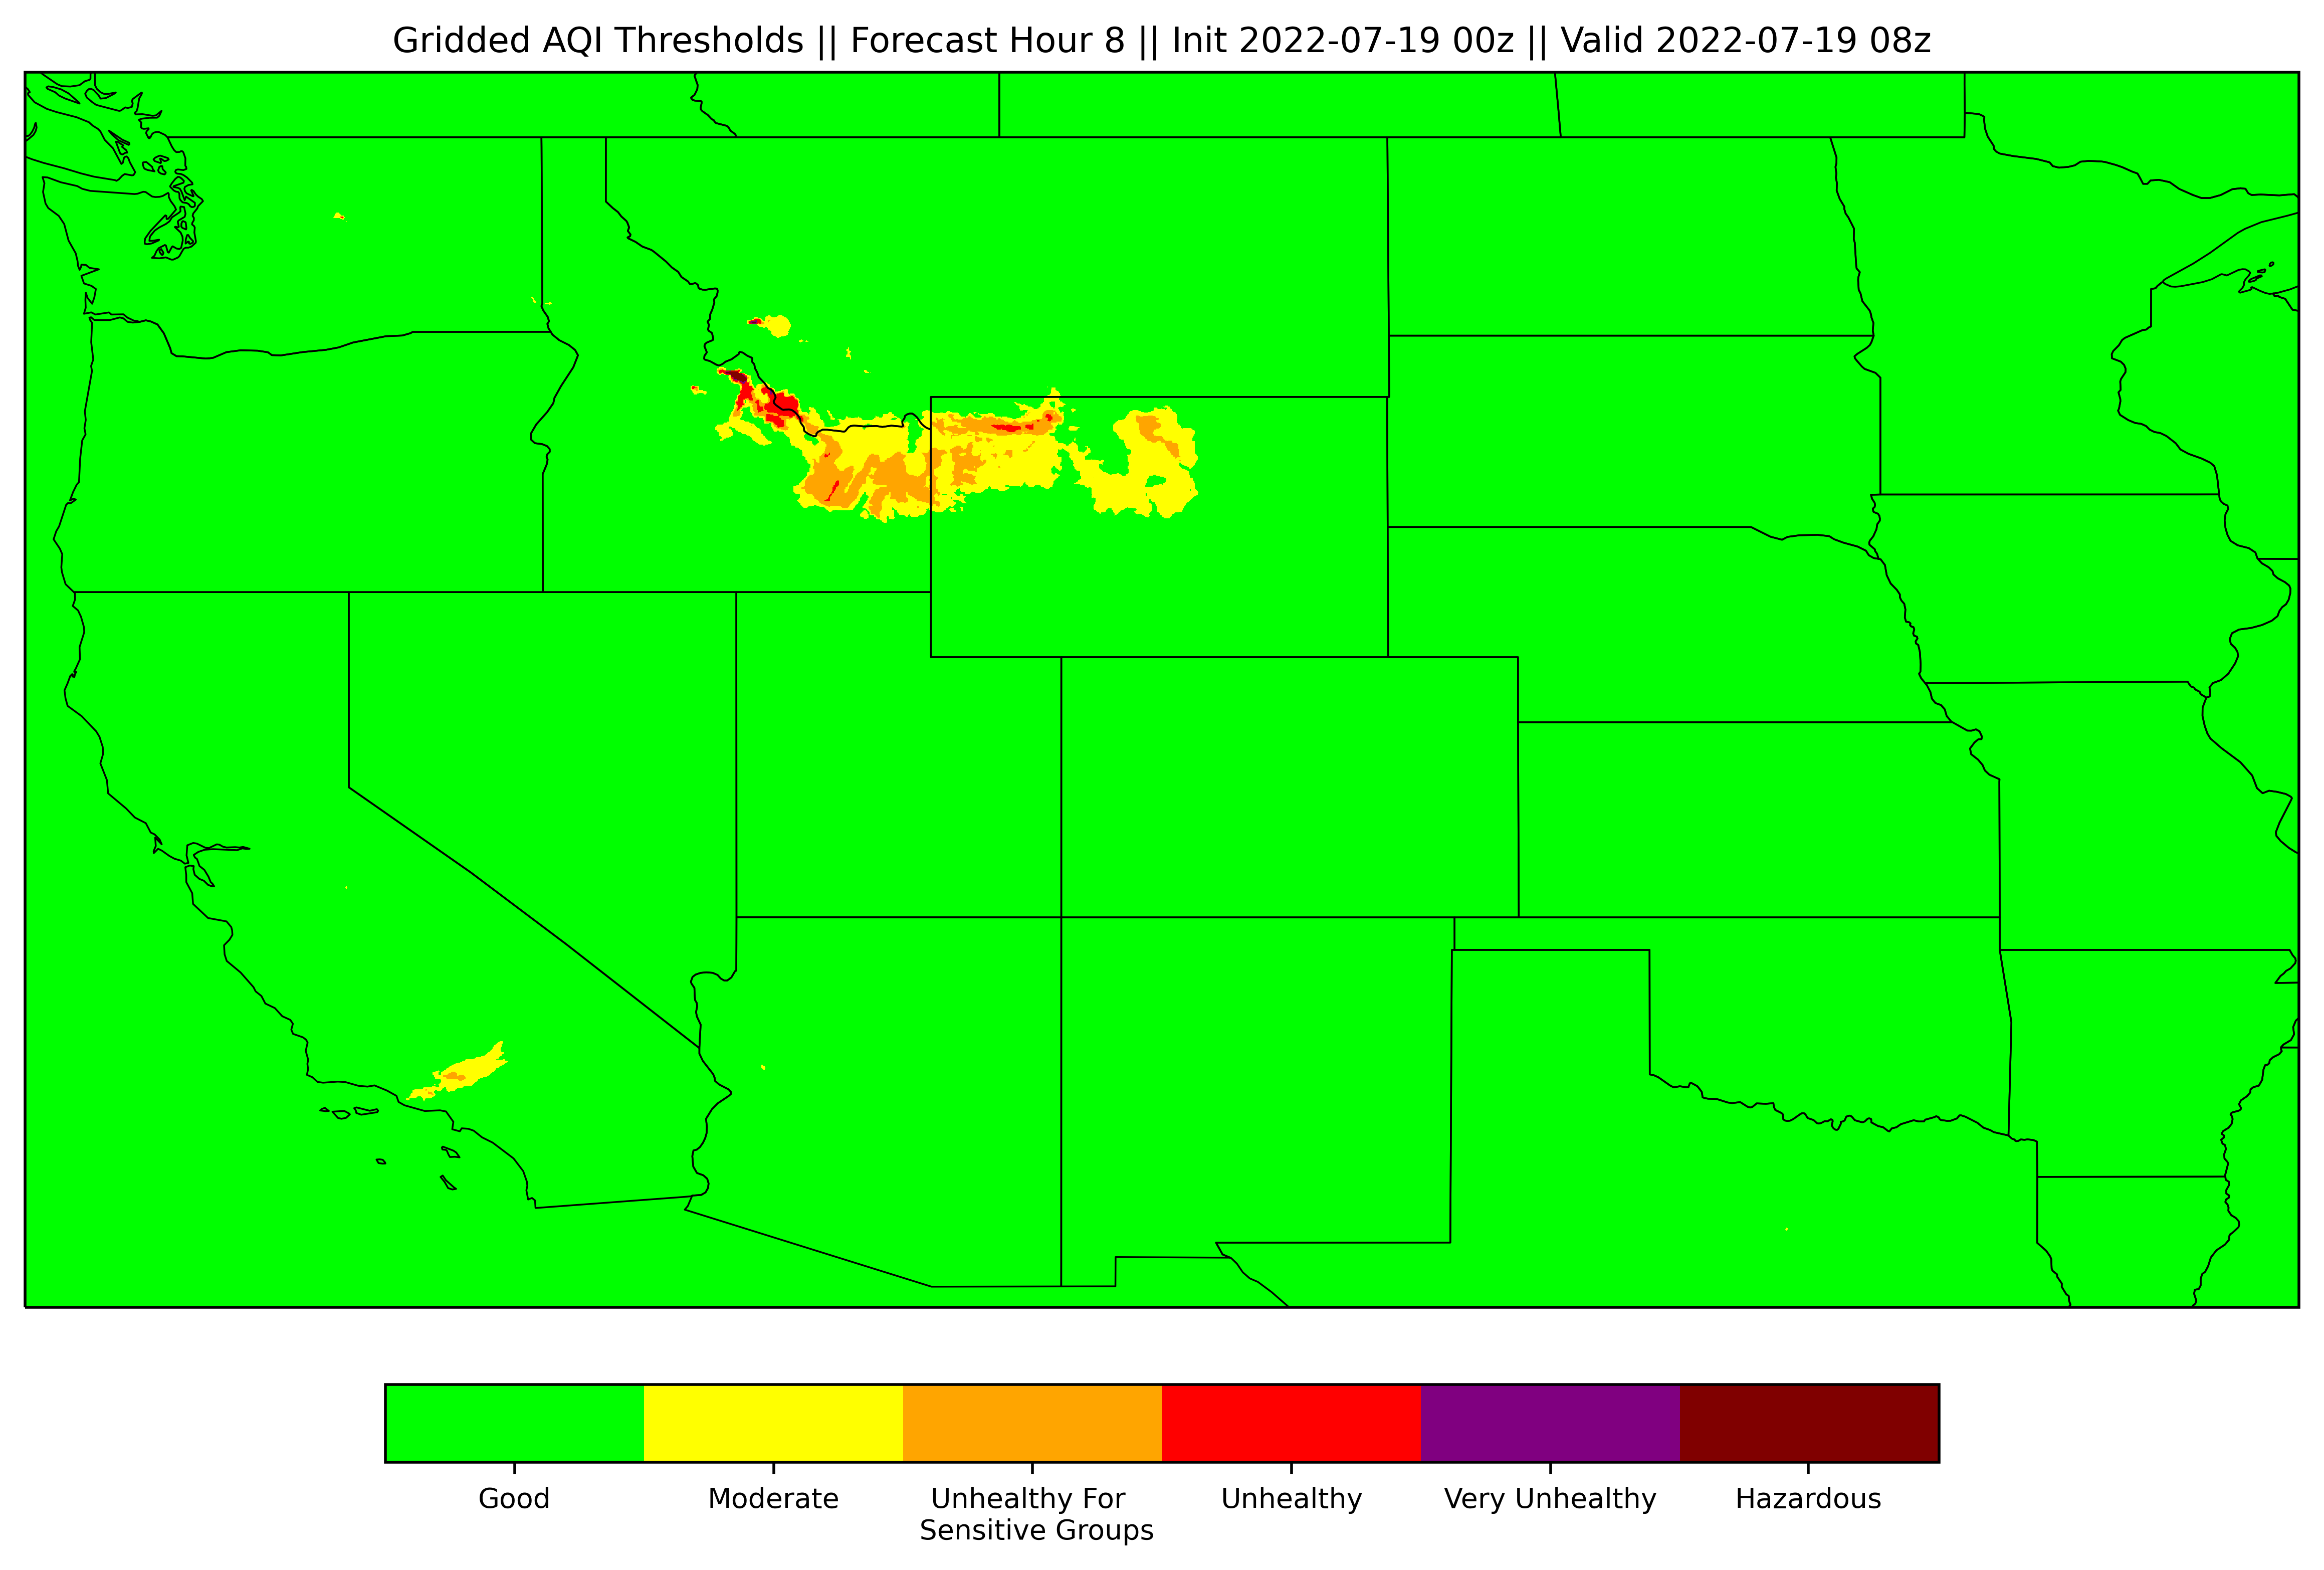 Gridded AQI Thresholds || Forecast Hour 8 || Init 2022-07-19 00z || Valid 2022-07-19 08z
Good
Moderate
Unhealthy For
Sensitive Groups
Unhealthy
Very Unhealthy
Hazardous